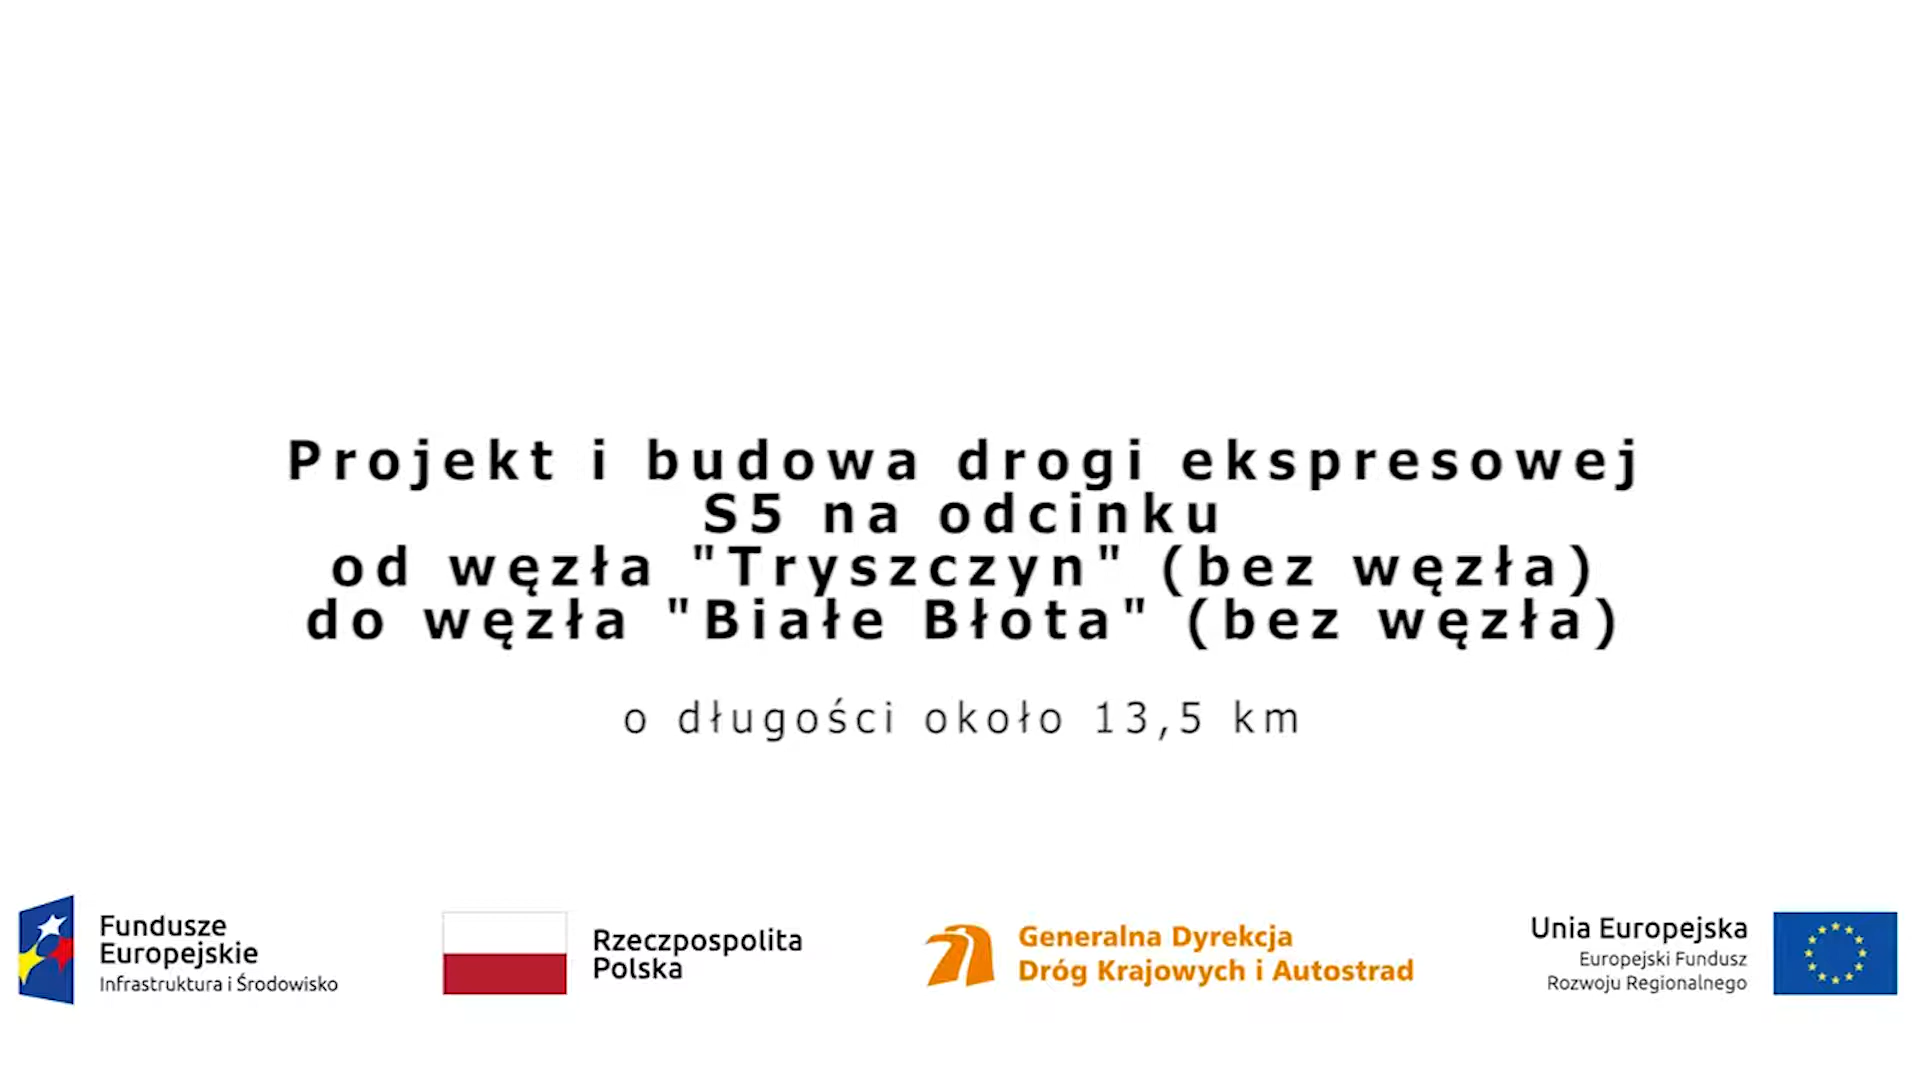 Projekt i budowa drogi ekspresowej
S5 na odcinku
od węzła "Tryszczyn" (bez węzła)
do węzła "Białe Błota" (bez węzła)
o długości około 13,5 km
Fundusze
Europejskie
Infrastruktura i Środowisko
Rzeczpospolita
Polska
Generalna Dyrekcja
Dróg Krajowych i Autostrad
Unia Europejska
Europejski Fundusz
Rozwoju Regionalnego